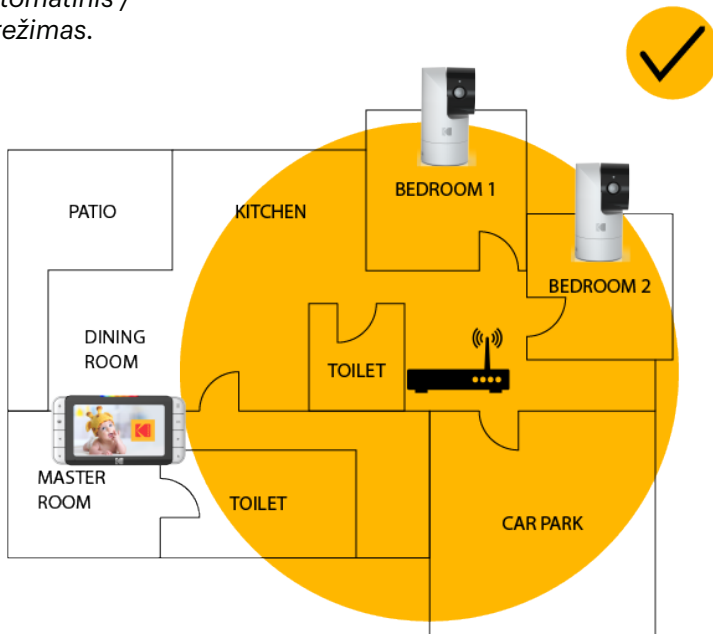 režimas.
BEDROOM 1
PATIO
KITCHEN
BEDROOM 2
DINING
ROOM
TOILET
MASTER
ROOM
TOILET
CAR PARK